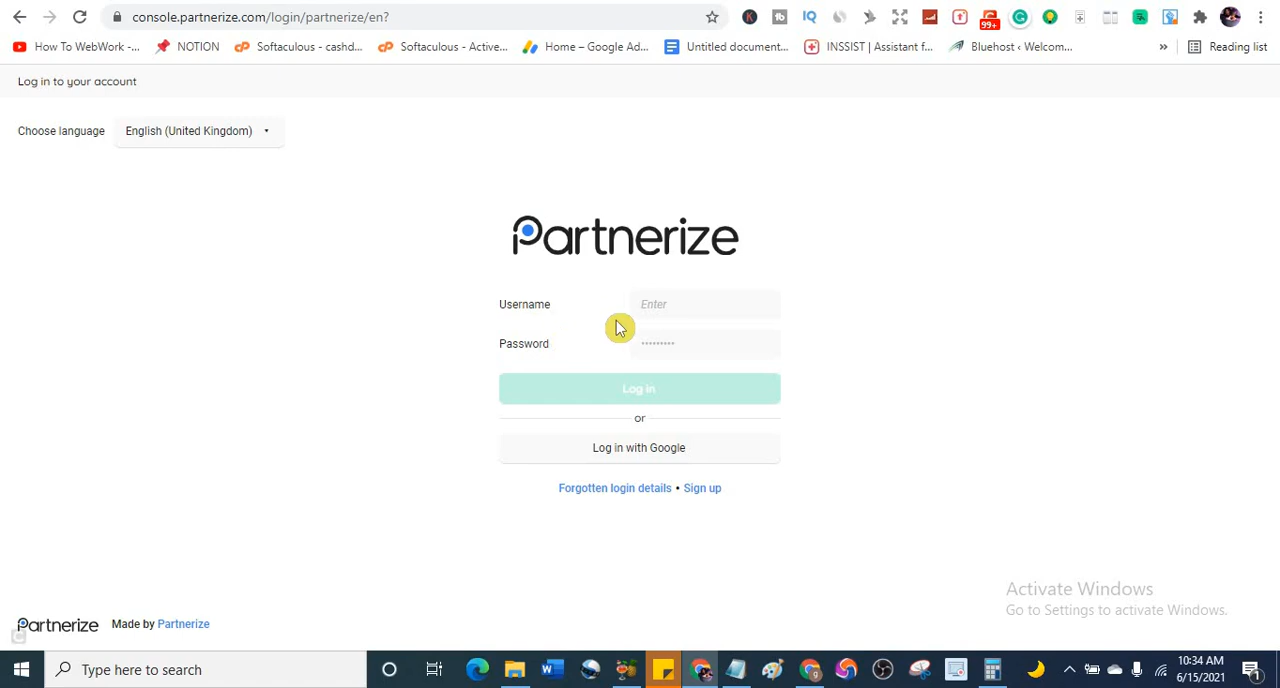 console.partnerize.com/login/partnerize/en?
99+
How To WebWork -... NOTION Softaculous - cashd... Softaculous - Active... Home – Google Ad... Untitled document... INSSIST | Assistant f... Bluehost ‹ Welcom... » Reading list
Log in to your account
Choose language English (United Kingdom)
Partnerize
Username Enter
Password
Log in
or
Log in with Google
Forgotten login details • Sign up
Activate Windows
Go to Settings to activate Windows.
Partnerize Made by Partnerize
Type here to search
10:34 AM
6/15/2021
1